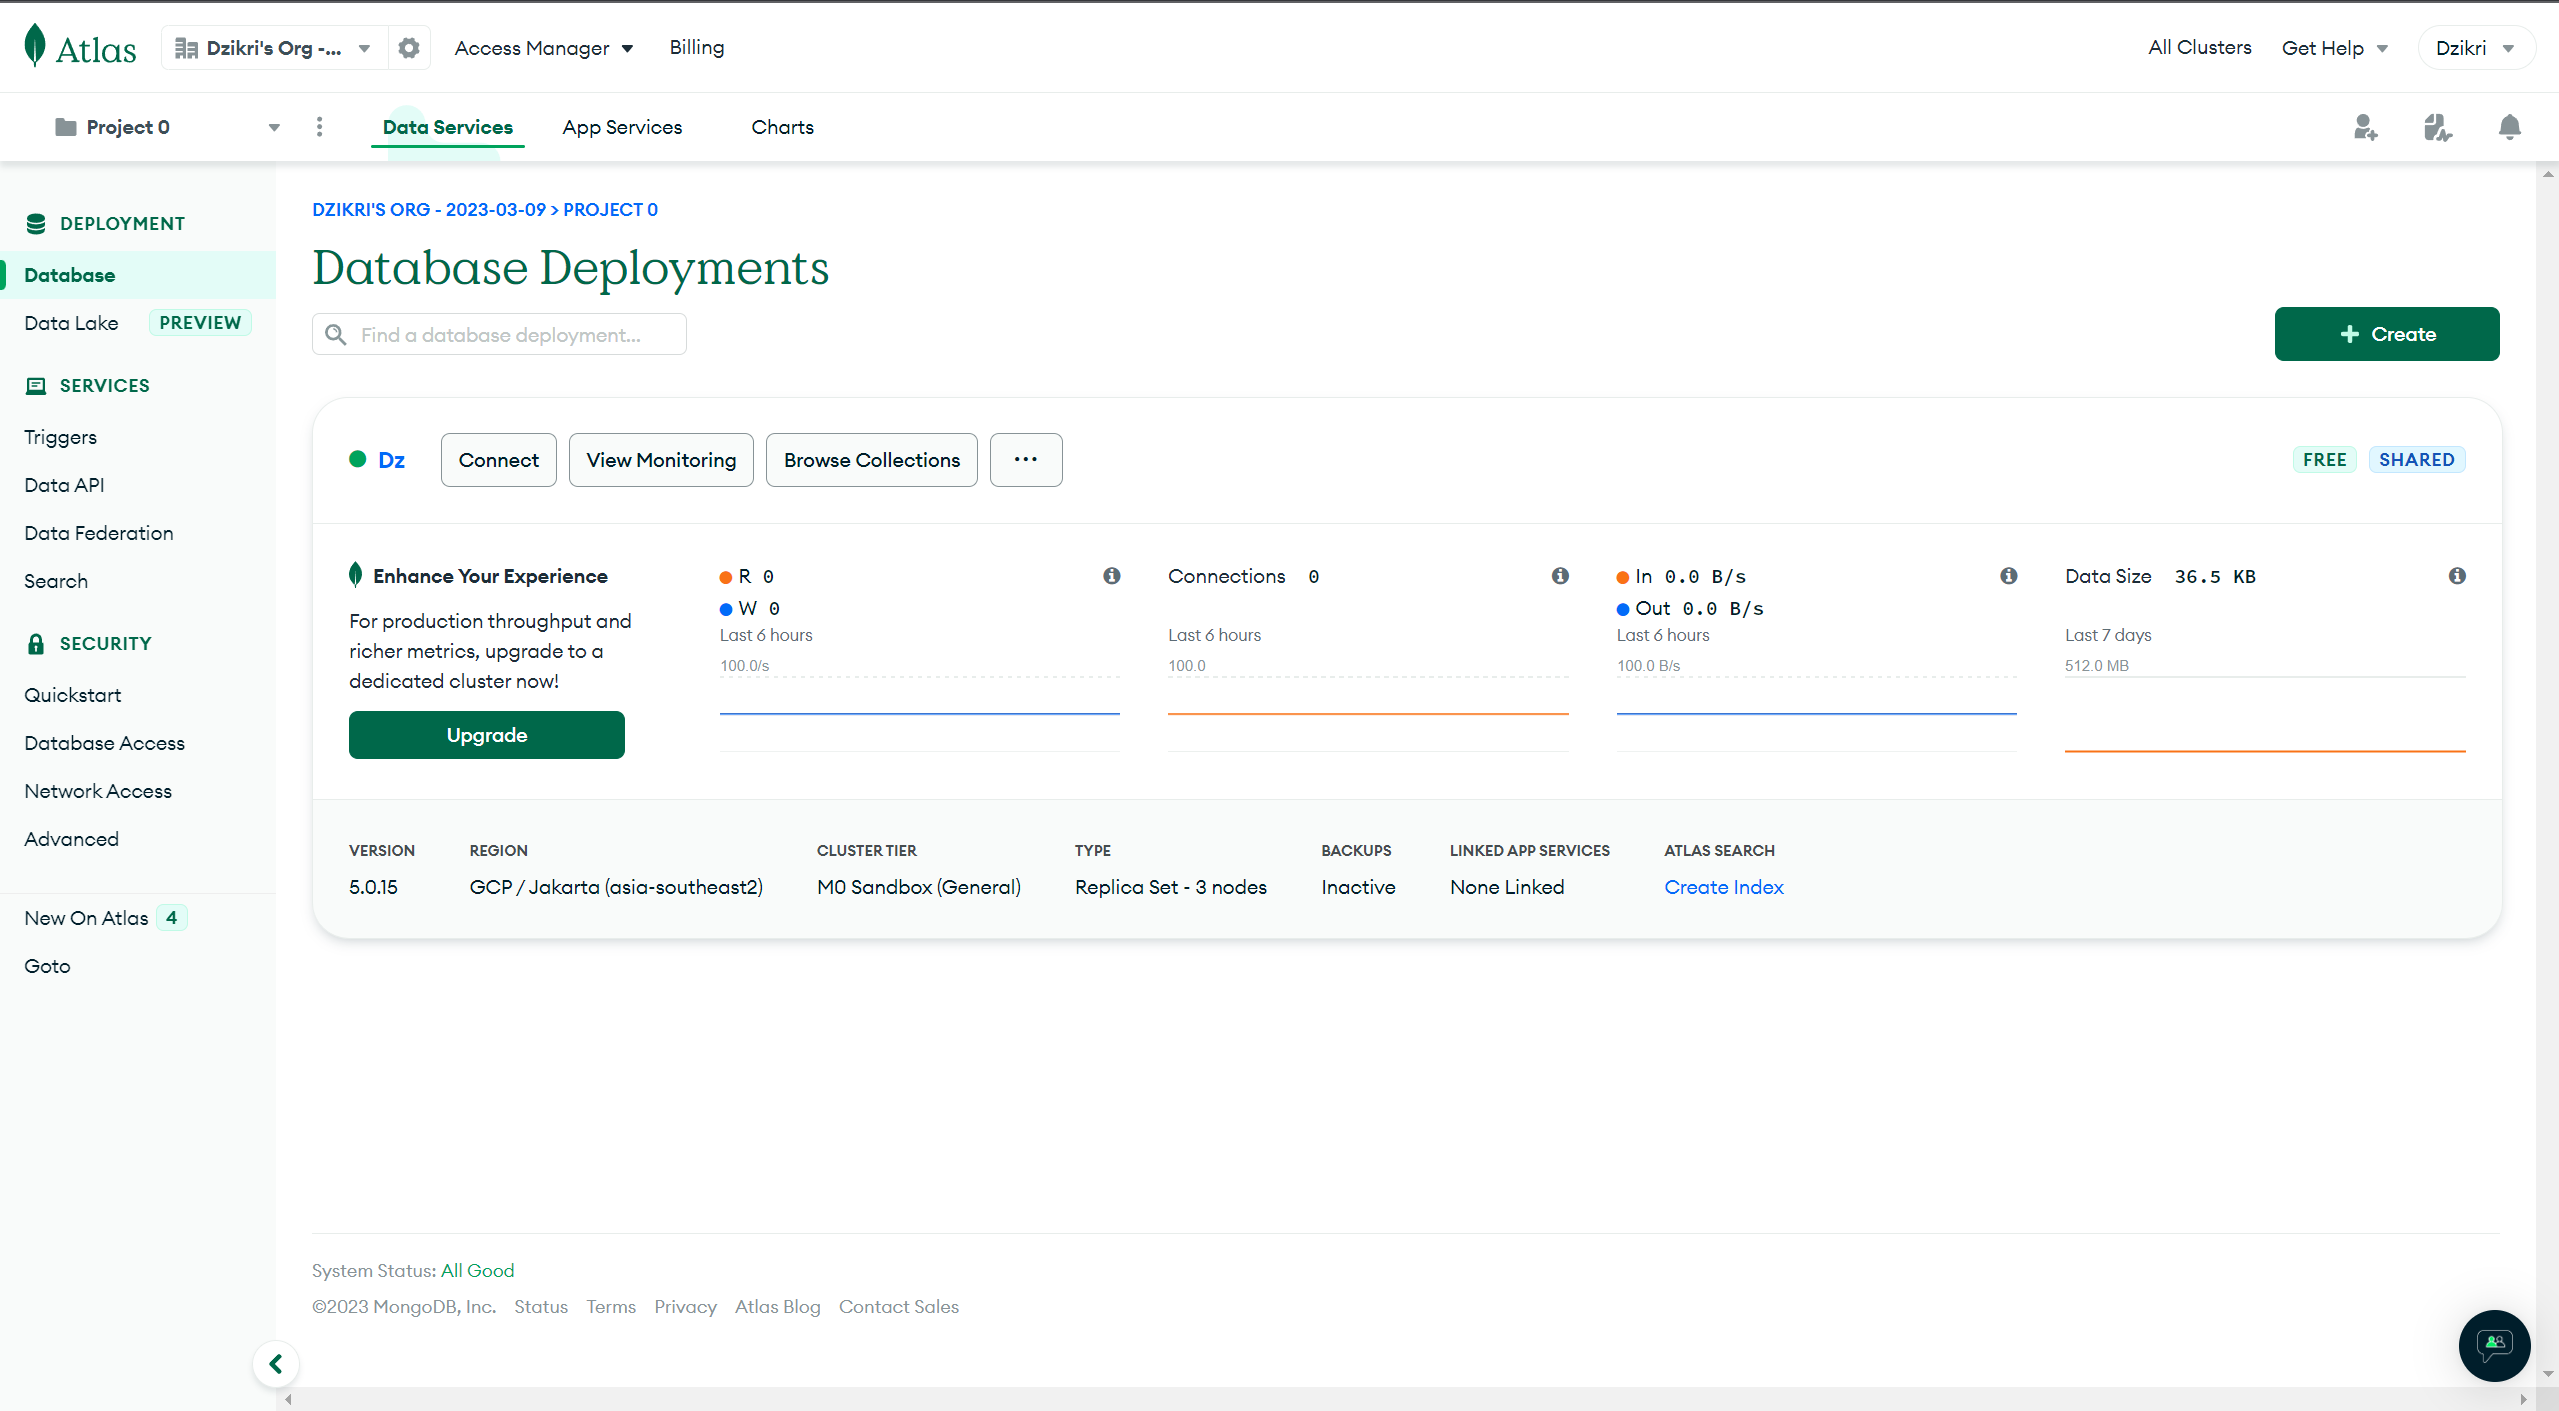 Atlas
Dzikri's Org -...
Access Manager
Billing
All Clusters
Get Help
Dzikri
Project 0
Data Services
App Services
Charts
DEPLOYMENT
Database
Data Lake PREVIEW
SERVICES
Triggers
Data API
Data Federation
Search
SECURITY
Quickstart
Database Access
Network Access
Advanced
New On Atlas 4
Goto
DZIKRI'S ORG - 2023-03-09 > PROJECT 0
Database Deployments
Find a database deployment...
+ Create
Dz
Connect
View Monitoring
Browse Collections
...
FREE
SHARED
Enhance Your Experience
For production throughput and
richer metrics, upgrade to a
dedicated cluster now!
Upgrade
R 0
W 0
Last 6 hours
100.0/s
Connections 0
Last 6 hours
100.0
In 0.0 B/s
Out 0.0 B/s
Last 6 hours
100.0 B/s
Data Size 36.5 KB
Last 7 days
512.0 MB
VERSION
5.0.15
REGION
GCP / Jakarta (asia-southeast2)
CLUSTER TIER
M0 Sandbox (General)
TYPE
Replica Set - 3 nodes
BACKUPS
Inactive
LINKED APP SERVICES
None Linked
ATLAS SEARCH
Create Index
System Status: All Good
©2023 MongoDB, Inc. Status Terms Privacy Atlas Blog Contact Sales